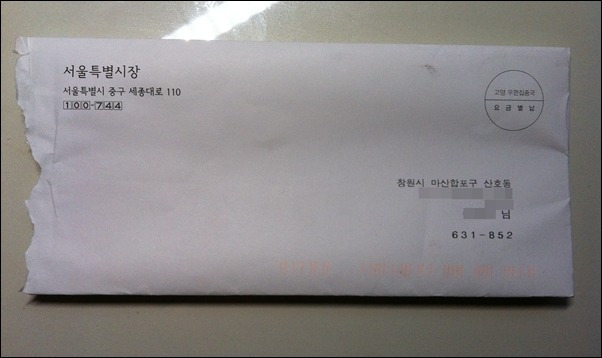 서울특별시장
서울특별시 중구 세종대로 110
100-744
고양우편집중국
요금별납
창원시 마산합포구 산호동
님
631-852